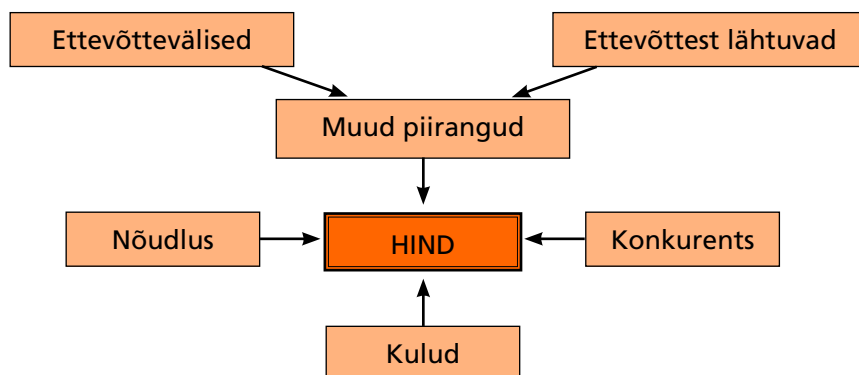 Ettevõttevälised
Ettevõttest lähtuvad
Muud piirangud
Nõudlus
HIND
Konkurents
Kulud